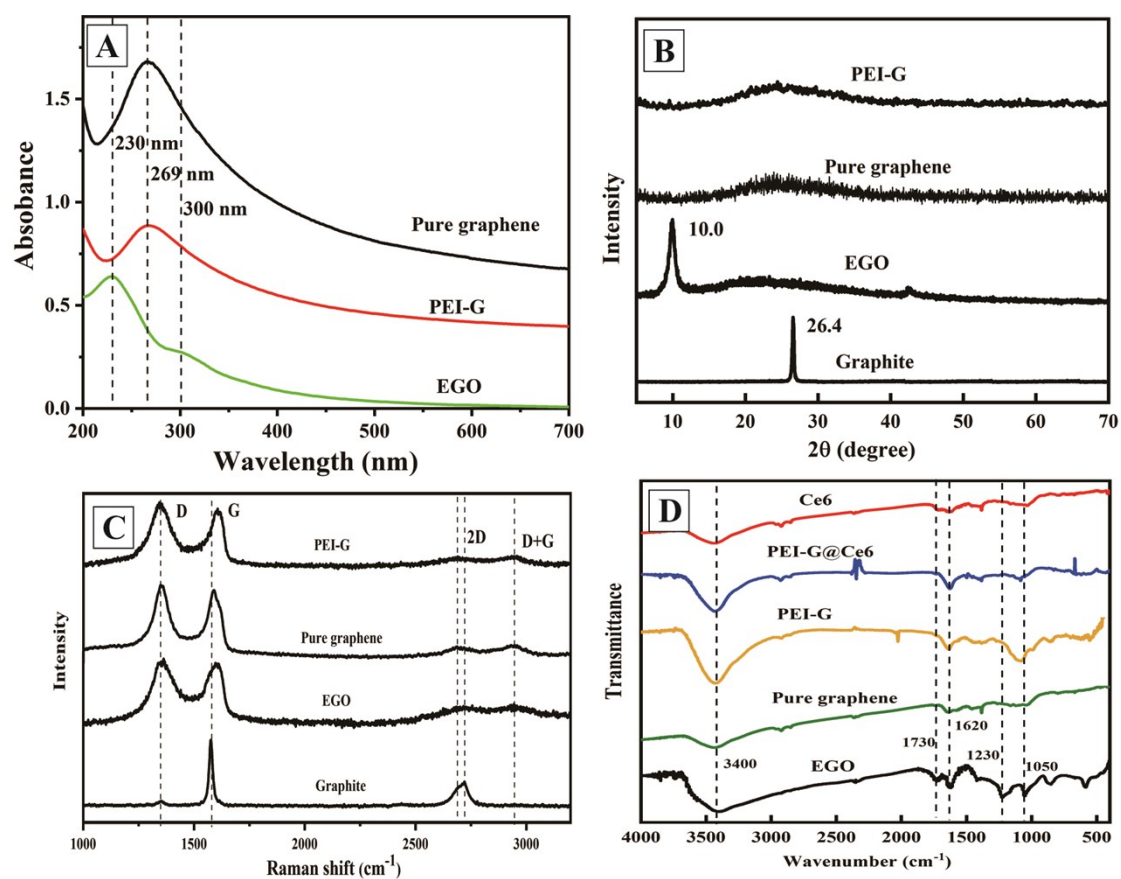 A
1.5
1.0
0.5
0.0
230 nm
269 nm
300 nm
Pure graphene
PEI-G
EGO
Absobance
200 300 400 500 600 700
Wavelength (nm)
B
PEI-G
Pure graphene
10.0
EGO
26.4
Graphite
Intensity
10 20 30 40 50 60 70
2θ (degree)
C
D
G
2D
D+G
PEI-G
Pure graphene
EGO
Graphite
Intensity
1000 1500 2000 2500 3000
Raman shift (cm-1)
D
Ce6
PEI-G@Ce6
PEI-G
Pure graphene
1730
1620
1230
1050
3400
EGO
Transmittance
4000 3500 3000 2500 2000 1500 1000 500
Wavenumber (cm-1)